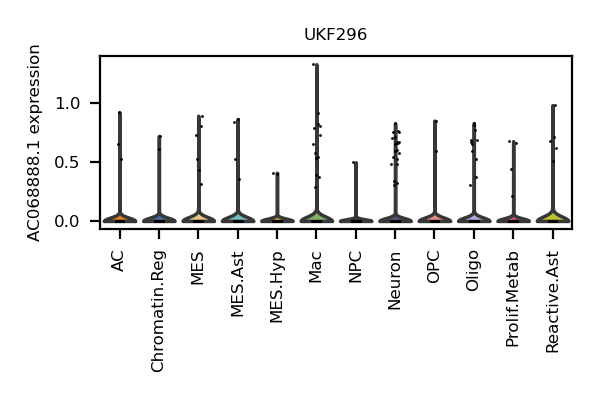 UKF296
AC068888.1 expression
1.0
0.5
0.0
AC
Chromatin.Reg
MES
MES.Ast
MES.Hyp
Mac
NPC
Neuron
OPC
Oligo
Prolif.Metab
Reactive.Ast